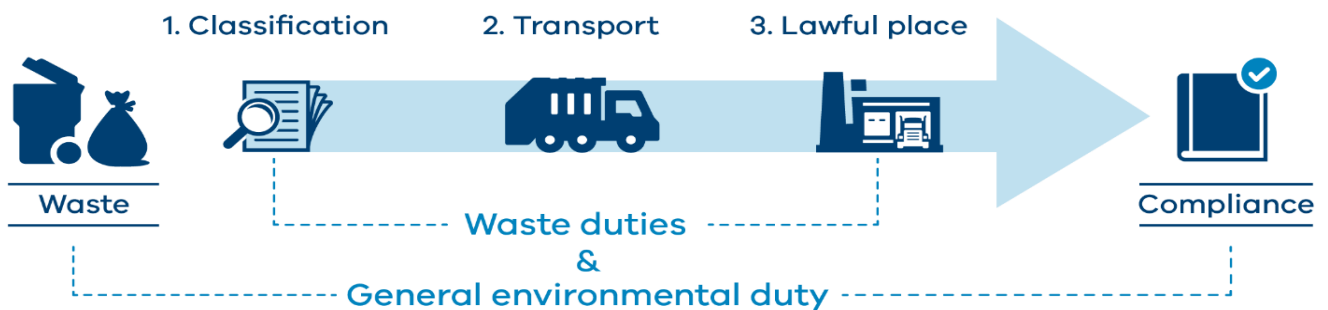 1. Classification
2. Transport
3. Lawful place
Waste
Compliance
Waste duties
&
General environmental duty